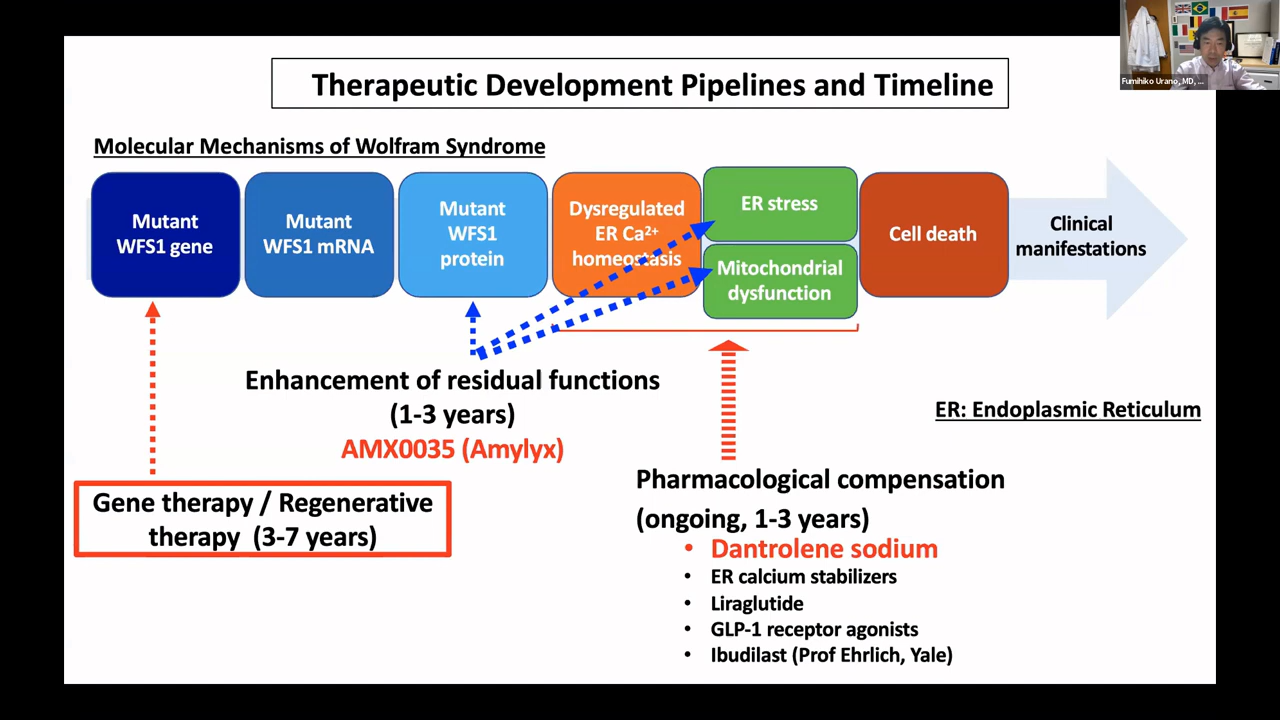 Fumihiko Urano, MD, ...
Therapeutic Development Pipelines and Timeline
Molecular Mechanisms of Wolfram Syndrome
Mutant
WFS1 gene
Mutant
WFS1 mRNA
Mutant
WFS1
protein
Dysregulated
ER Ca²⁺
homeostasis
ER stress
Mitochondrial
dysfunction
Cell death
Clinical
manifestations
Enhancement of residual functions
(1-3 years)
AMX0035 (Amylyx)
ER: Endoplasmic Reticulum
Gene therapy / Regenerative
therapy (3-7 years)
Pharmacological compensation
(ongoing, 1-3 years)
• Dantrolene sodium
• ER calcium stabilizers
• Liraglutide
• GLP-1 receptor agonists
• Ibudilast (Prof Ehrlich, Yale)